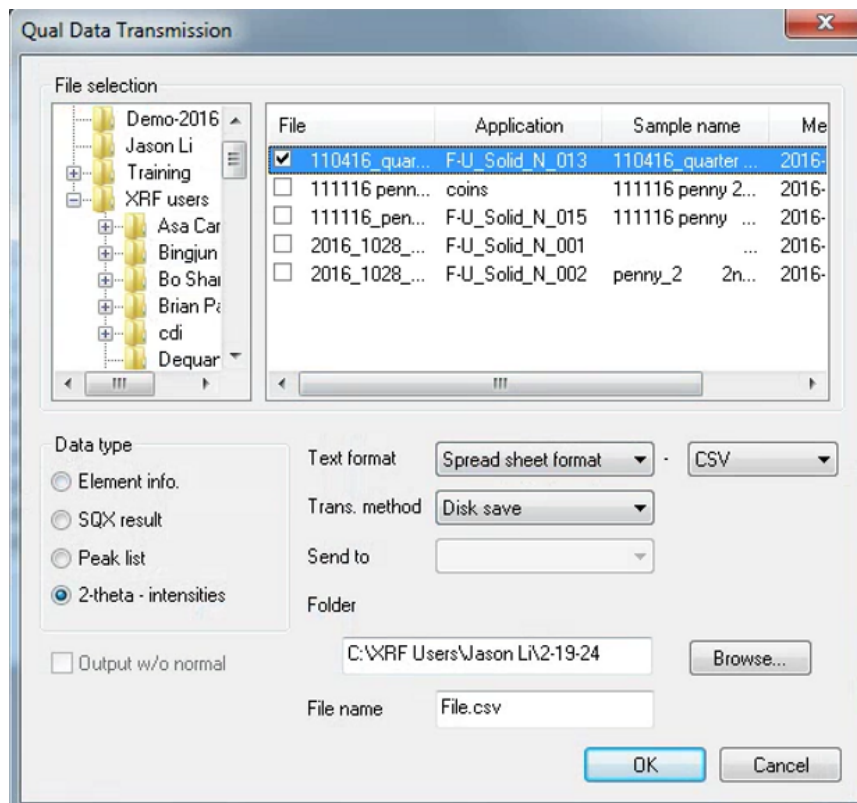 Qual Data Transmission
File selection
Demo-2016
Jason Li
Training
XRF users
Asa Car
Bingjun
Bo Shar
Brian Pa
cdi
Dequar
File Application Sample name Me
110416_quar... F-U_Solid_N_013 110416_quarter ... 2016-
111116 penn... coins 111116 penny 2... 2016-
111116_pen... F-U_Solid_N_015 111116 penny ... 2016-
2016_1028_... F-U_Solid_N_001 ... 2016-
2016_1028_... F-U_Solid_N_002 penny_2 2n... 2016-
Data type
Element info.
SQX result
Peak list
2-theta - intensities
Output w/o normal
Text format Spread sheet format - CSV
Trans. method Disk save
Send to
Folder
C:\XRF Users\Jason Li\2-19-24 Browse...
File name File.csv
OK Cancel